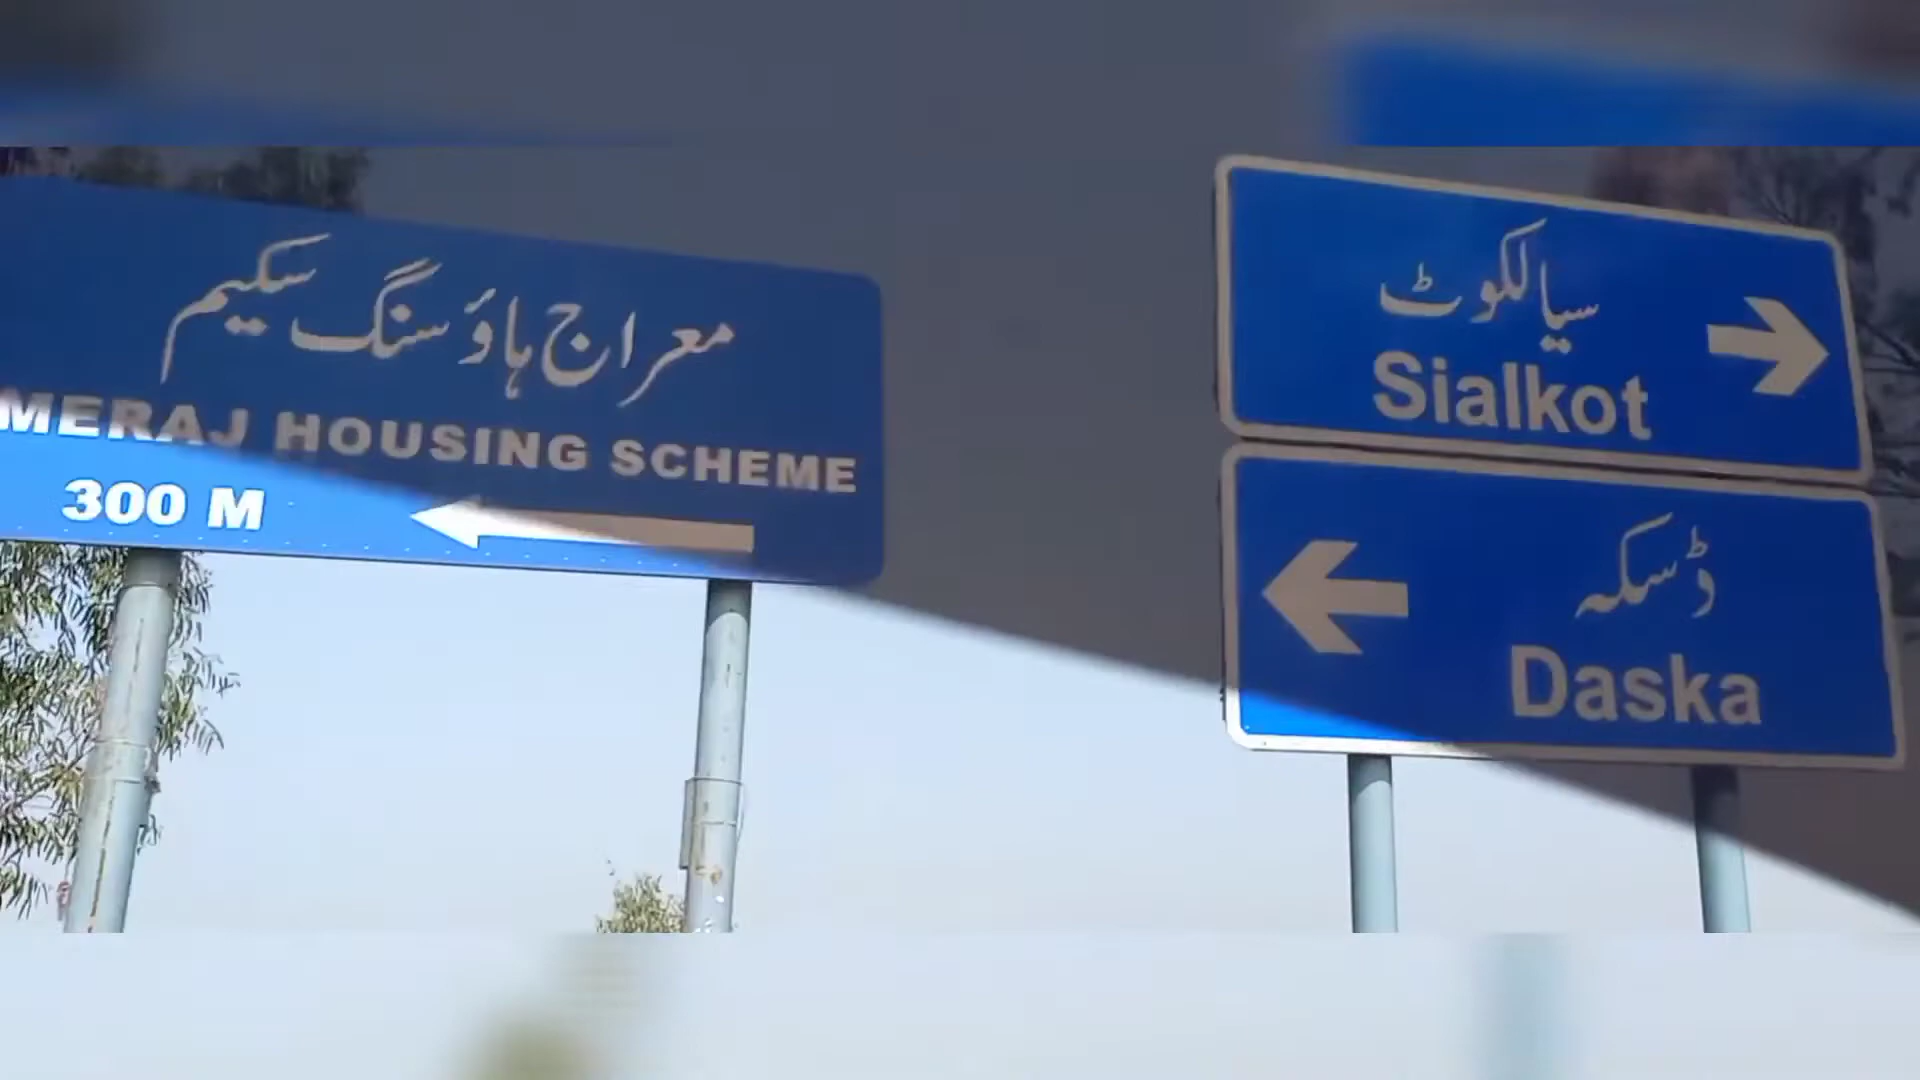 معراج ہاؤسنگ سکیم
MERAJ HOUSING SCHEME
300 M
سیالکوٹ
Sialkot
ڈسکہ
Daska